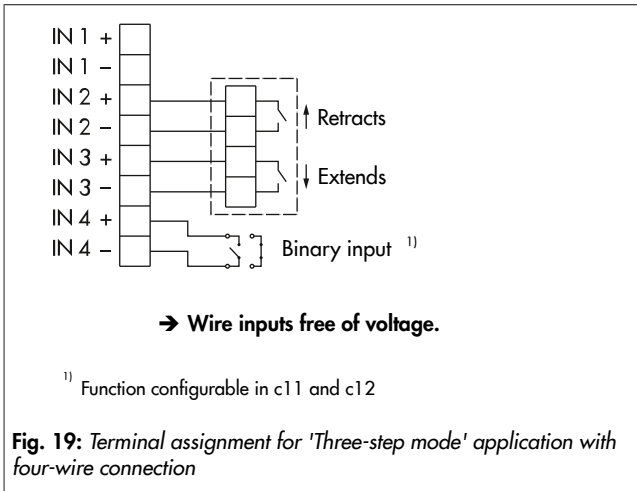 IN 1 +
IN 1 –
IN 2 +
IN 2 –
IN 3 +
IN 3 –
IN 4 +
IN 4 –
Retracts
Extends
Binary input 1)
➔ Wire inputs free of voltage.
1) Function configurable in c11 and c12
Fig. 19: Terminal assignment for 'Three-step mode' application with
four-wire connection